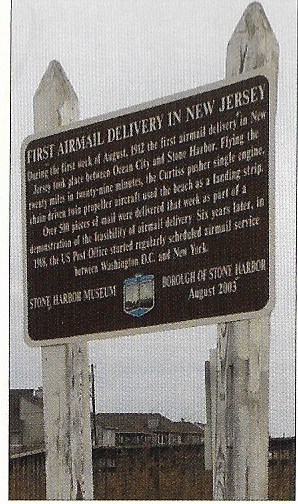 FIRST AIRMAIL DELIVERY IN NEW JERSEY
During the first week of August, 1912 the first airmail delivery in New
Jersey took place between Ocean City and Stone Harbor. Flying the
twenty miles in twenty-nine minutes, the Curtiss pusher single engine,
chain driven twin propeller aircraft used the beach as a landing strip.
Over 500 pieces of mail were delivered that week as part of a
demonstration of the feasibility of airmail delivery. Six years later, in
1918, the US Post Office started regularly scheduled airmail service
between Washington D.C. and New York.
STONE HARBOR MUSEUM
BOROUGH OF STONE HARBOR
August 2003